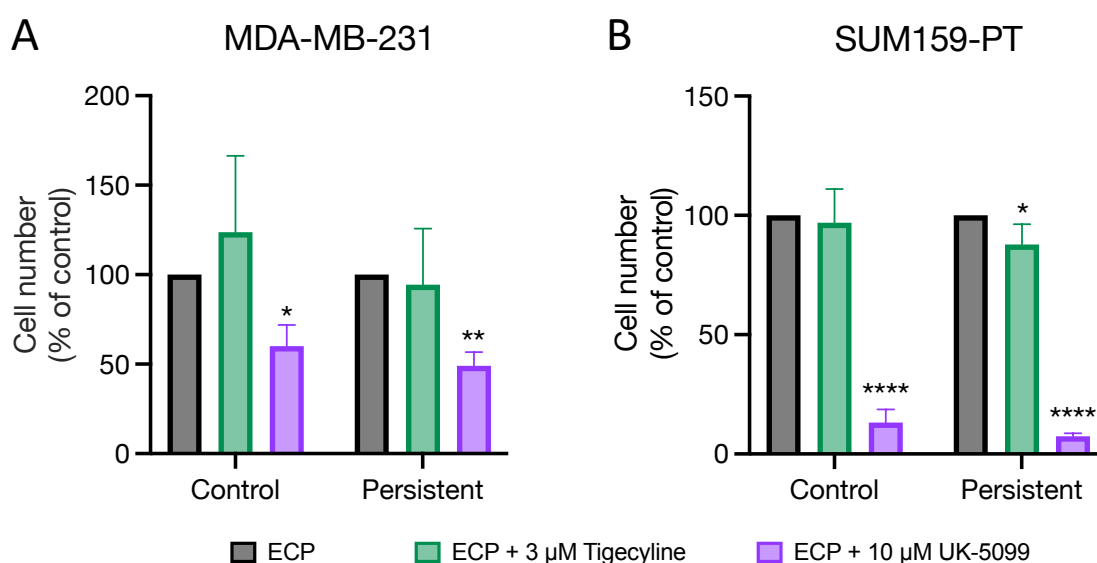 A
MDA-MB-231
Cell number
(% of control)
200
150
100
50
0
*
**
Control
Persistent
B
SUM159-PT
Cell number
(% of control)
150
100
50
0
****
*
****
Control
Persistent
ECP
ECP + 3 µM Tigecyline
ECP + 10 µM UK-5099